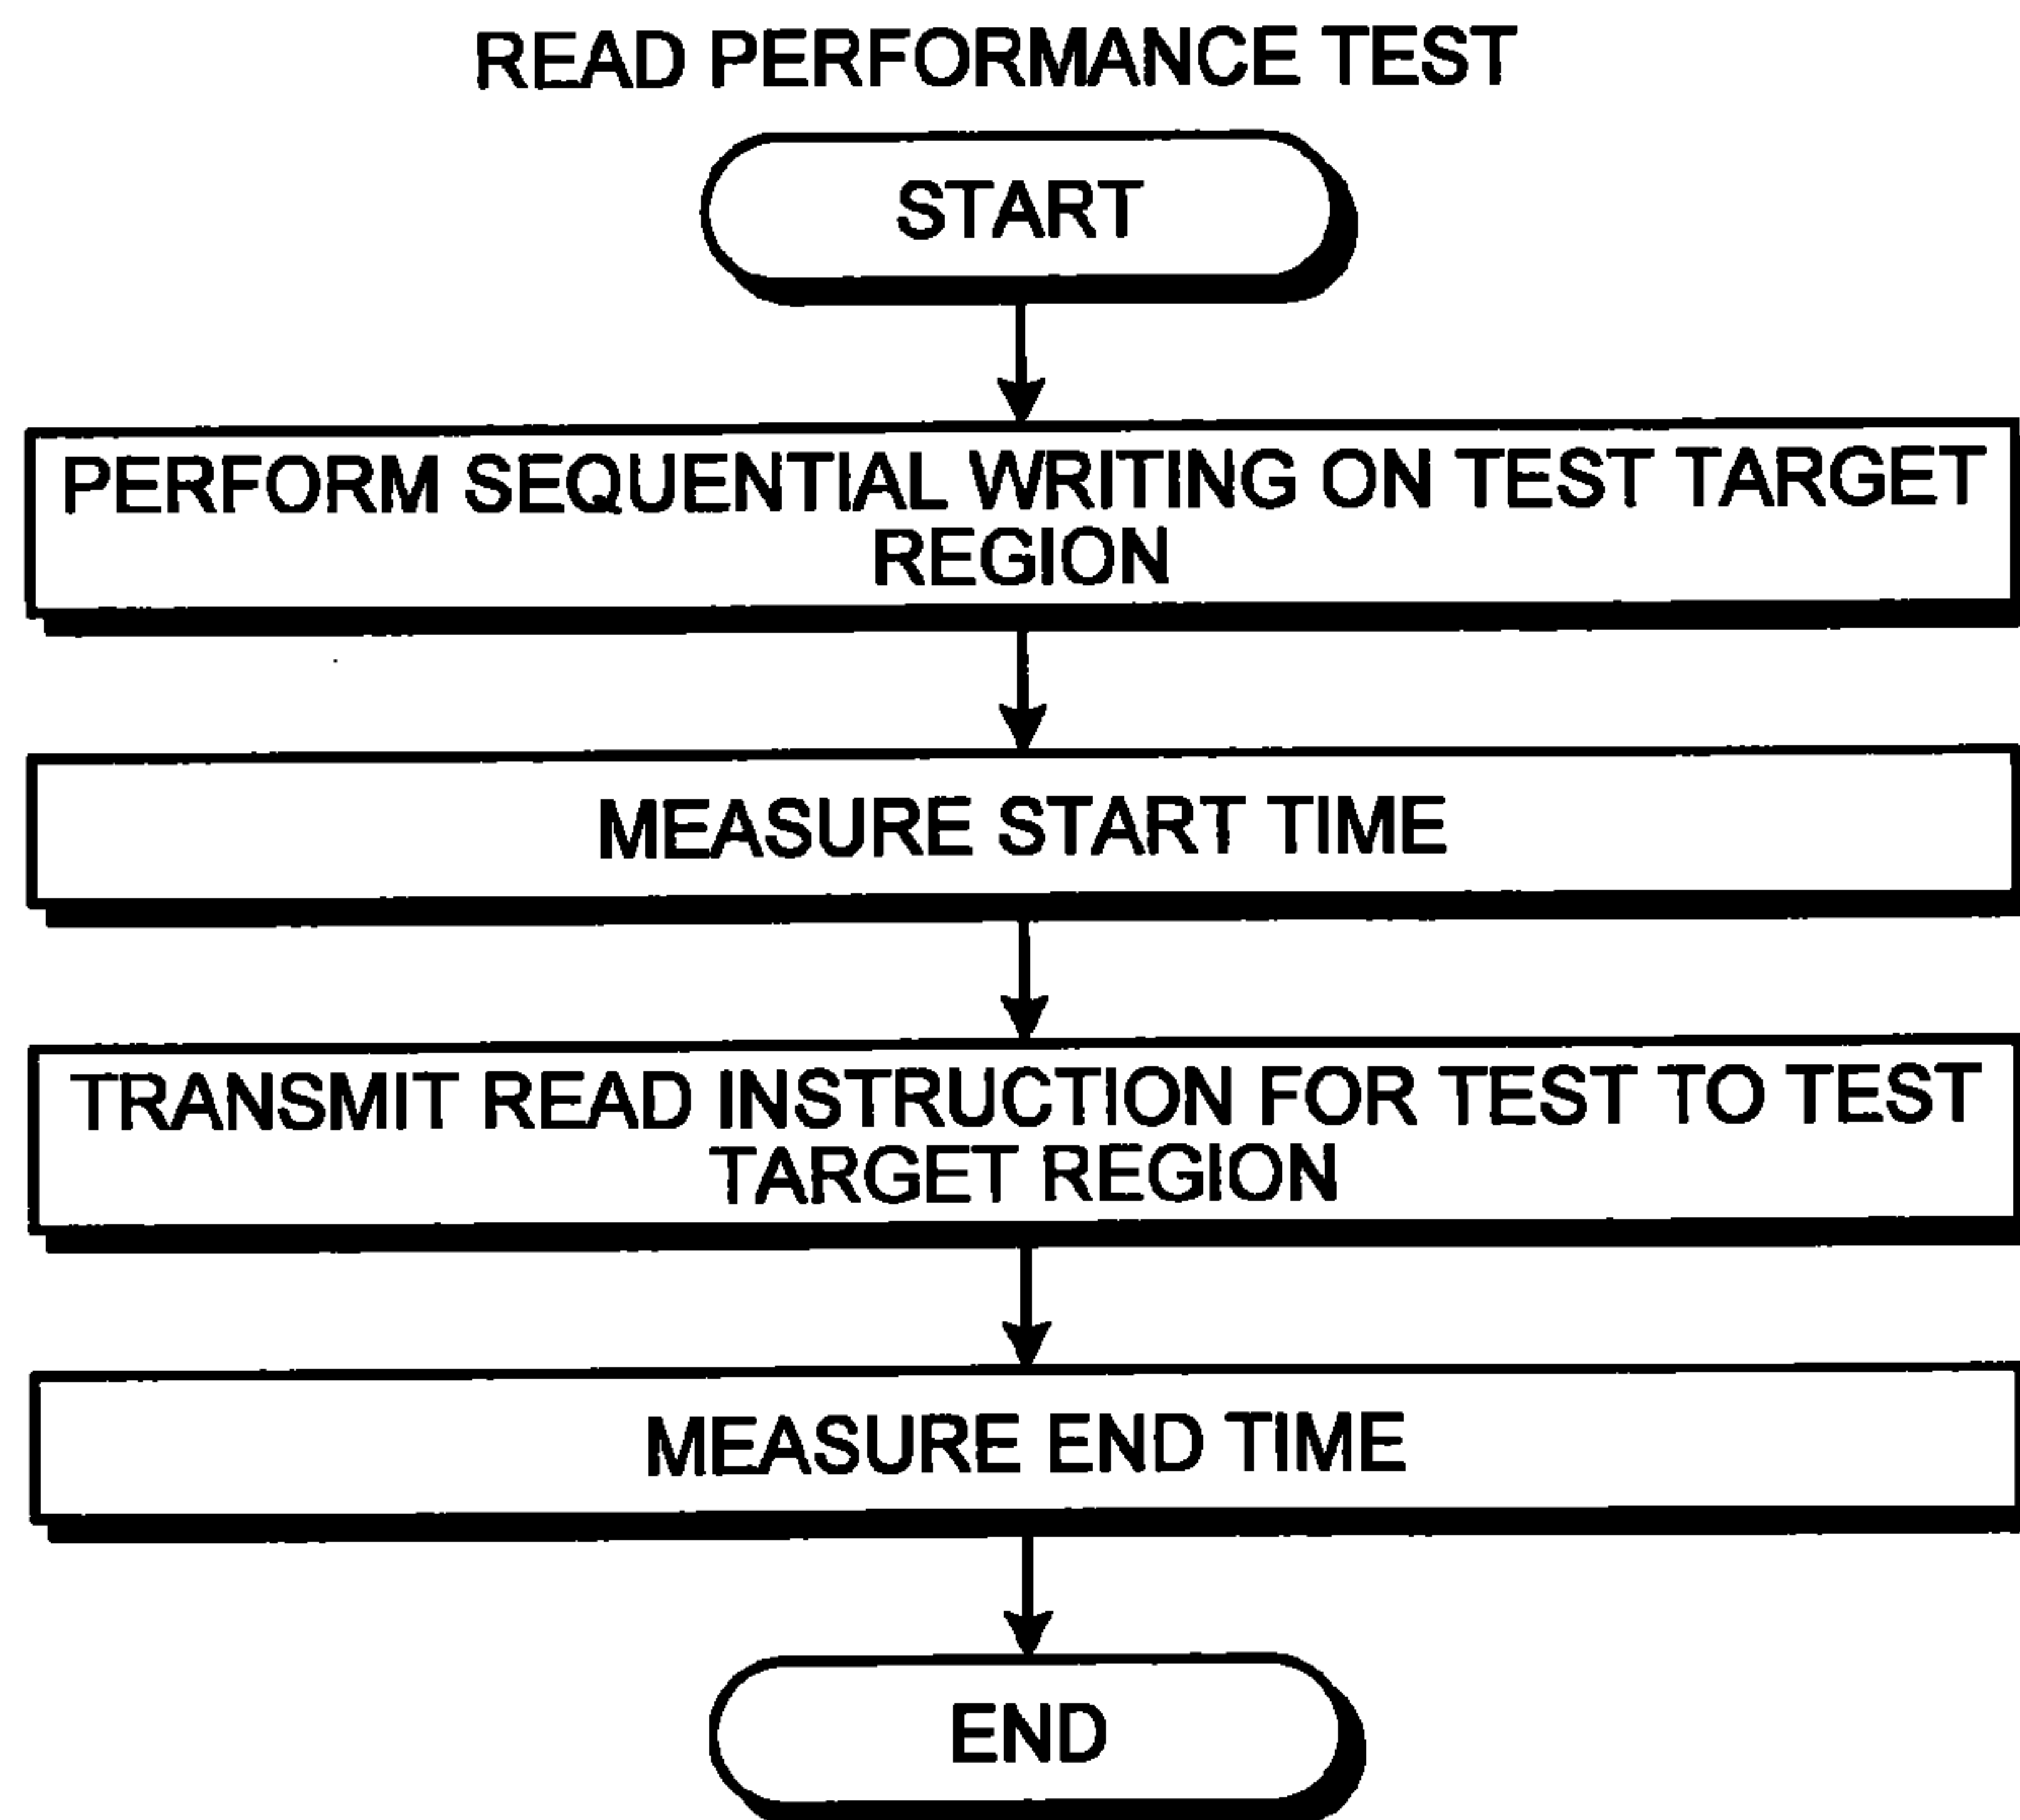 READ PERFORMANCE TEST
START
PERFORM SEQUENTIAL WRITING ON TEST TARGET
REGION
MEASURE START TIME
TRANSMIT READ INSTRUCTION FOR TEST TO TEST
TARGET REGION
MEASURE END TIME
END